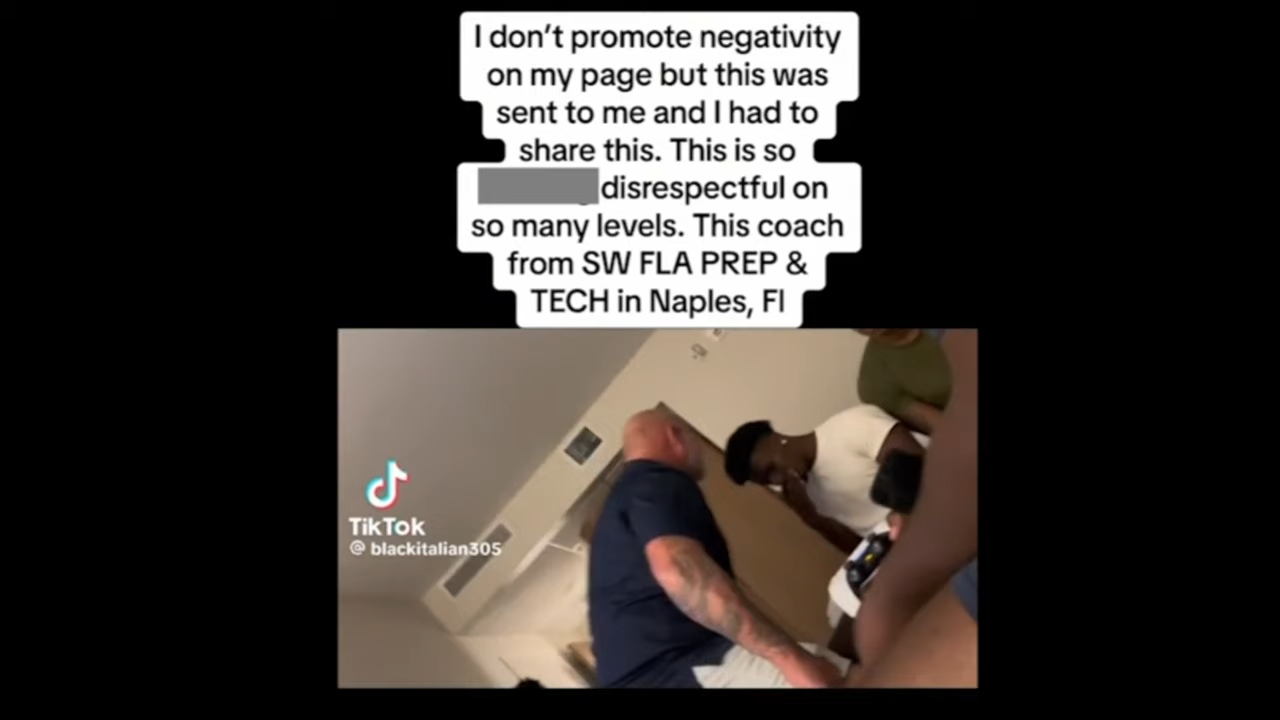 I don’t promote negativity
on my page but this was
sent to me and I had to
share this. This is so
disrespectful on
so many levels. This coach
from SW FLA PREP &
TECH in Naples, Fl
TikTok
@ blackitalian305